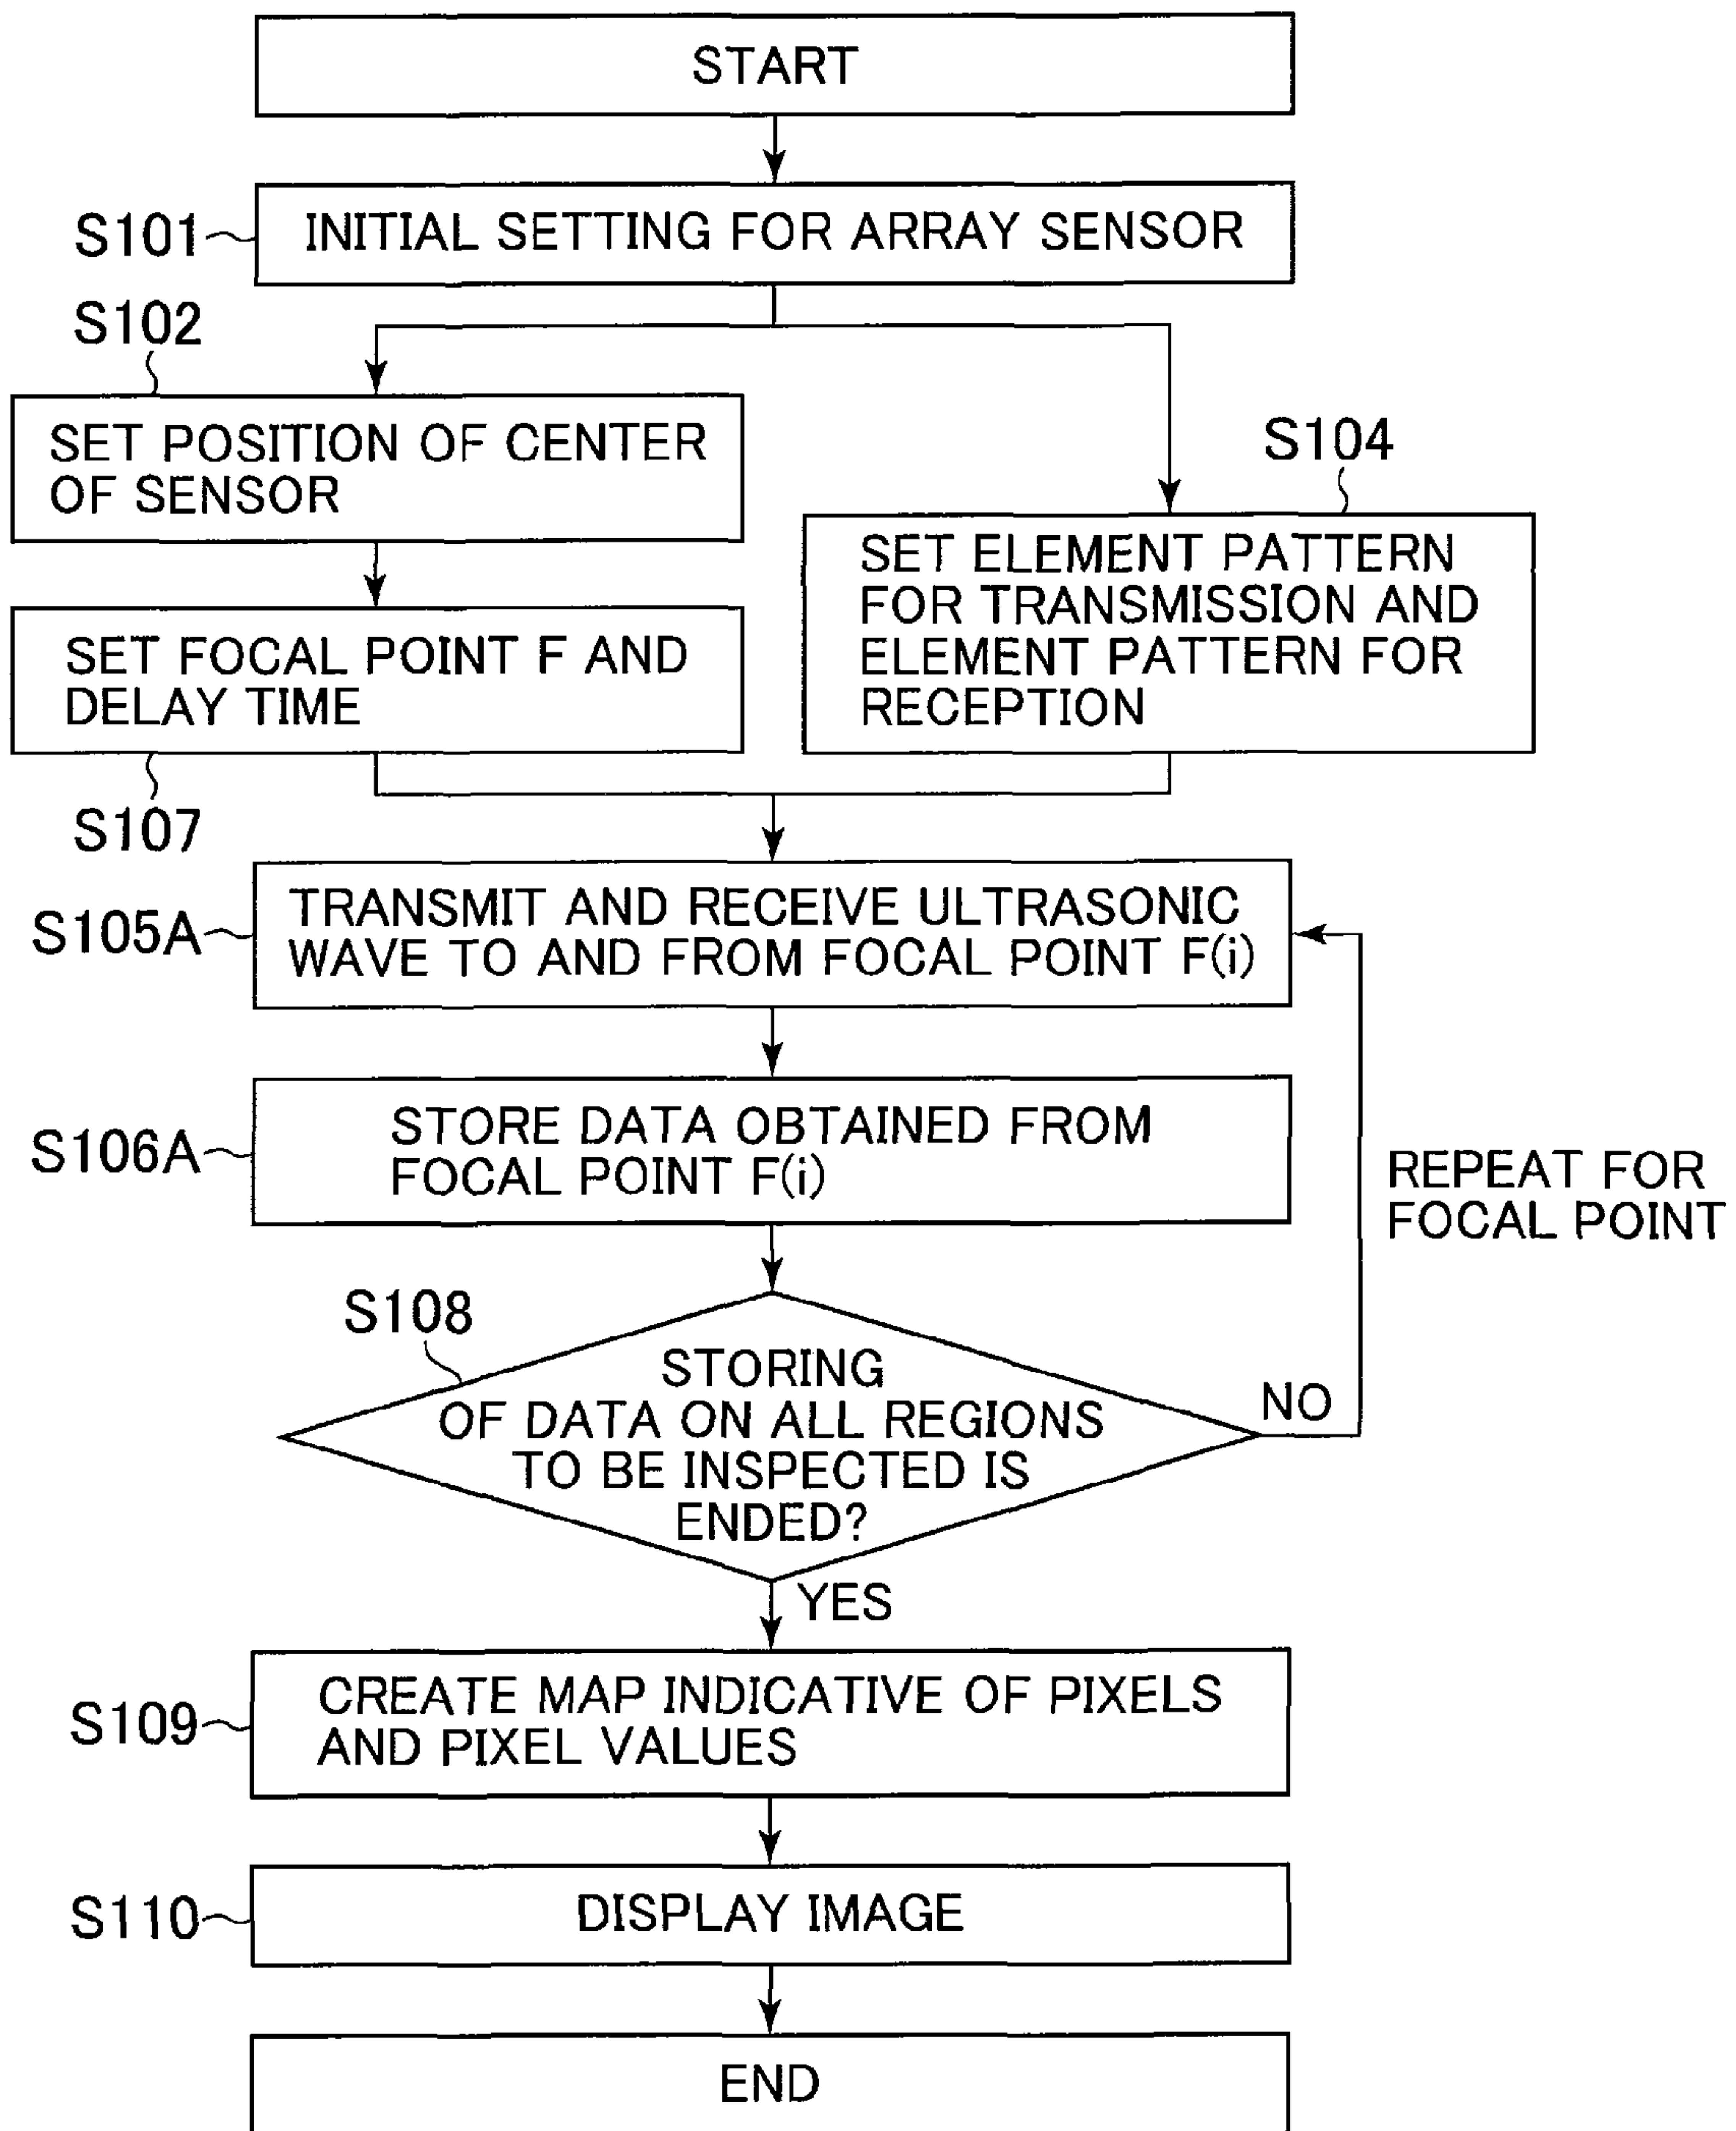 START
S101
INITIAL SETTING FOR ARRAY SENSOR
S102
SET POSITION OF CENTER
OF SENSOR
S104
SET ELEMENT PATTERN
FOR TRANSMISSION AND
ELEMENT PATTERN FOR
RECEPTION
SET FOCAL POINT F AND
DELAY TIME
S107
S105A
TRANSMIT AND RECEIVE ULTRASONIC
WAVE TO AND FROM FOCAL POINT F(i)
S106A
STORE DATA OBTAINED FROM
FOCAL POINT F(i)
REPEAT FOR
FOCAL POINT
S108
STORING
OF DATA ON ALL REGIONS
TO BE INSPECTED IS
ENDED?
NO
YES
S109
CREATE MAP INDICATIVE OF PIXELS
AND PIXEL VALUES
S110
DISPLAY IMAGE
END